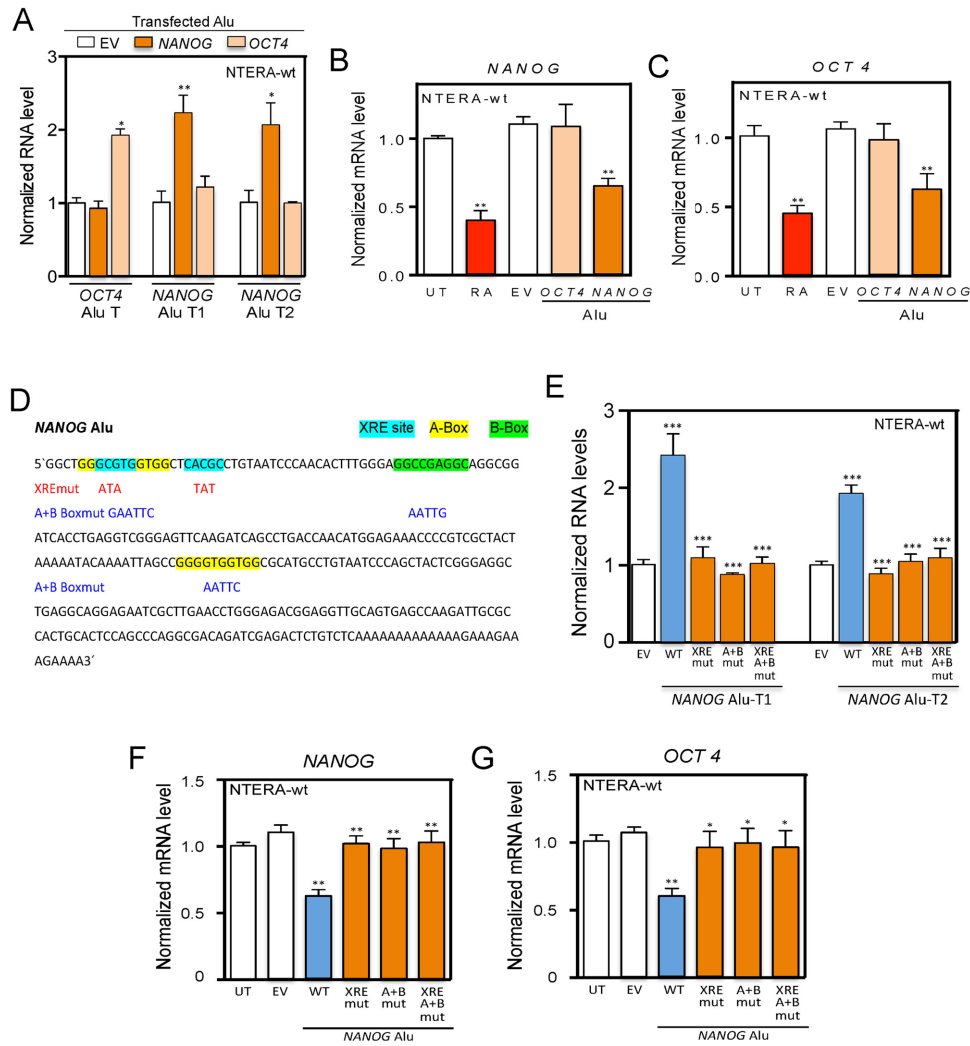 A
Transfected Alu
EV NANOG OCT4
Normalized RNA level
3
2
1
0
NTERA-wt
*
**
*
OCT4 NANOG NANOG
Alu T Alu T1 Alu T2
B
NANOG
Normalized mRNA level
NTERA-wt
1.0
0.5
0.0
**
**
UT RA EV OCT4 NANOG
Alu
C
OCT 4
Normalized mRNA level
NTERA-wt
1.0
0.5
0.0
**
**
UT RA EV OCT4 NANOG
Alu
D
NANOG Alu XRE site A-Box B-Box
5`GGCTGGGCGTGGTGGCTCACGCCTGTAATCCCAACACTTTGGGAGGCCGAGGCAGGCGG
XREmut ATA TAT
A+B Boxmut GAATTC AATTG
ATCACCTGAGGTCGGGAGTTCAAGATCAGCCTGACCAACATGGAGAAACCCCGTCGCTACT
AAAAATACAAAATTAGCCGGGGTGGTGGCGCATGCCTGTAATCCCAGCTACTCGGGAGGC
A+B Boxmut AATTC
TGAGGCAGGAGAATCGCTTGAACCTGGGAGACGGAGGTTGCAGTGAGCCAAGATTGCGC
CACTGCACTCCAGCCCAGGCGACAGATCGAGACTCTGTCTCAAAAAAAAAAAAAAGAAAGAA
AGAAAA3´
E
Normalized RNA levels
NTERA-wt
3
2
1
0
*** *** *** ***
*** *** *** ***
EV WT XRE mut A+B mut XRE A+B mut EV WT XRE mut A+B mut XRE A+B mut
NANOG Alu-T1 NANOG Alu-T2
F
NANOG
Normalized mRNA level
NTERA-wt
1.5
1.0
0.5
0
** ** ** **
UT EV WT XRE mut A+B mut XRE A+B mut
NANOG Alu
G
OCT 4
Normalized mRNA level
NTERA-wt
1.5
1.0
0.5
0
** * * *
UT EV WT XRE mut A+B mut XRE A+B mut
NANOG Alu